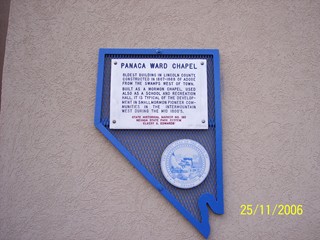 PANACA WARD CHAPEL
OLDEST BUILDING IN LINCOLN COUNTY,
CONSTRUCTED IN 1867-1868 OF ADOBE
FROM THE SWAMPS WEST OF TOWN.
BUILT AS A MORMON CHAPEL, USED
ALSO AS A SCHOOL AND RECREATION
HALL, IT IS TYPICAL OF THE DEVELOP-
MENT IN SMALL MORMON PIONEER COM-
MUNITIES IN THE INTERMOUNTAIN
WEST DURING THE MID 1800'S.
STATE HISTORICAL MARKER NO. 182
NEVADA STATE PARK SYSTEM
25/11/2006